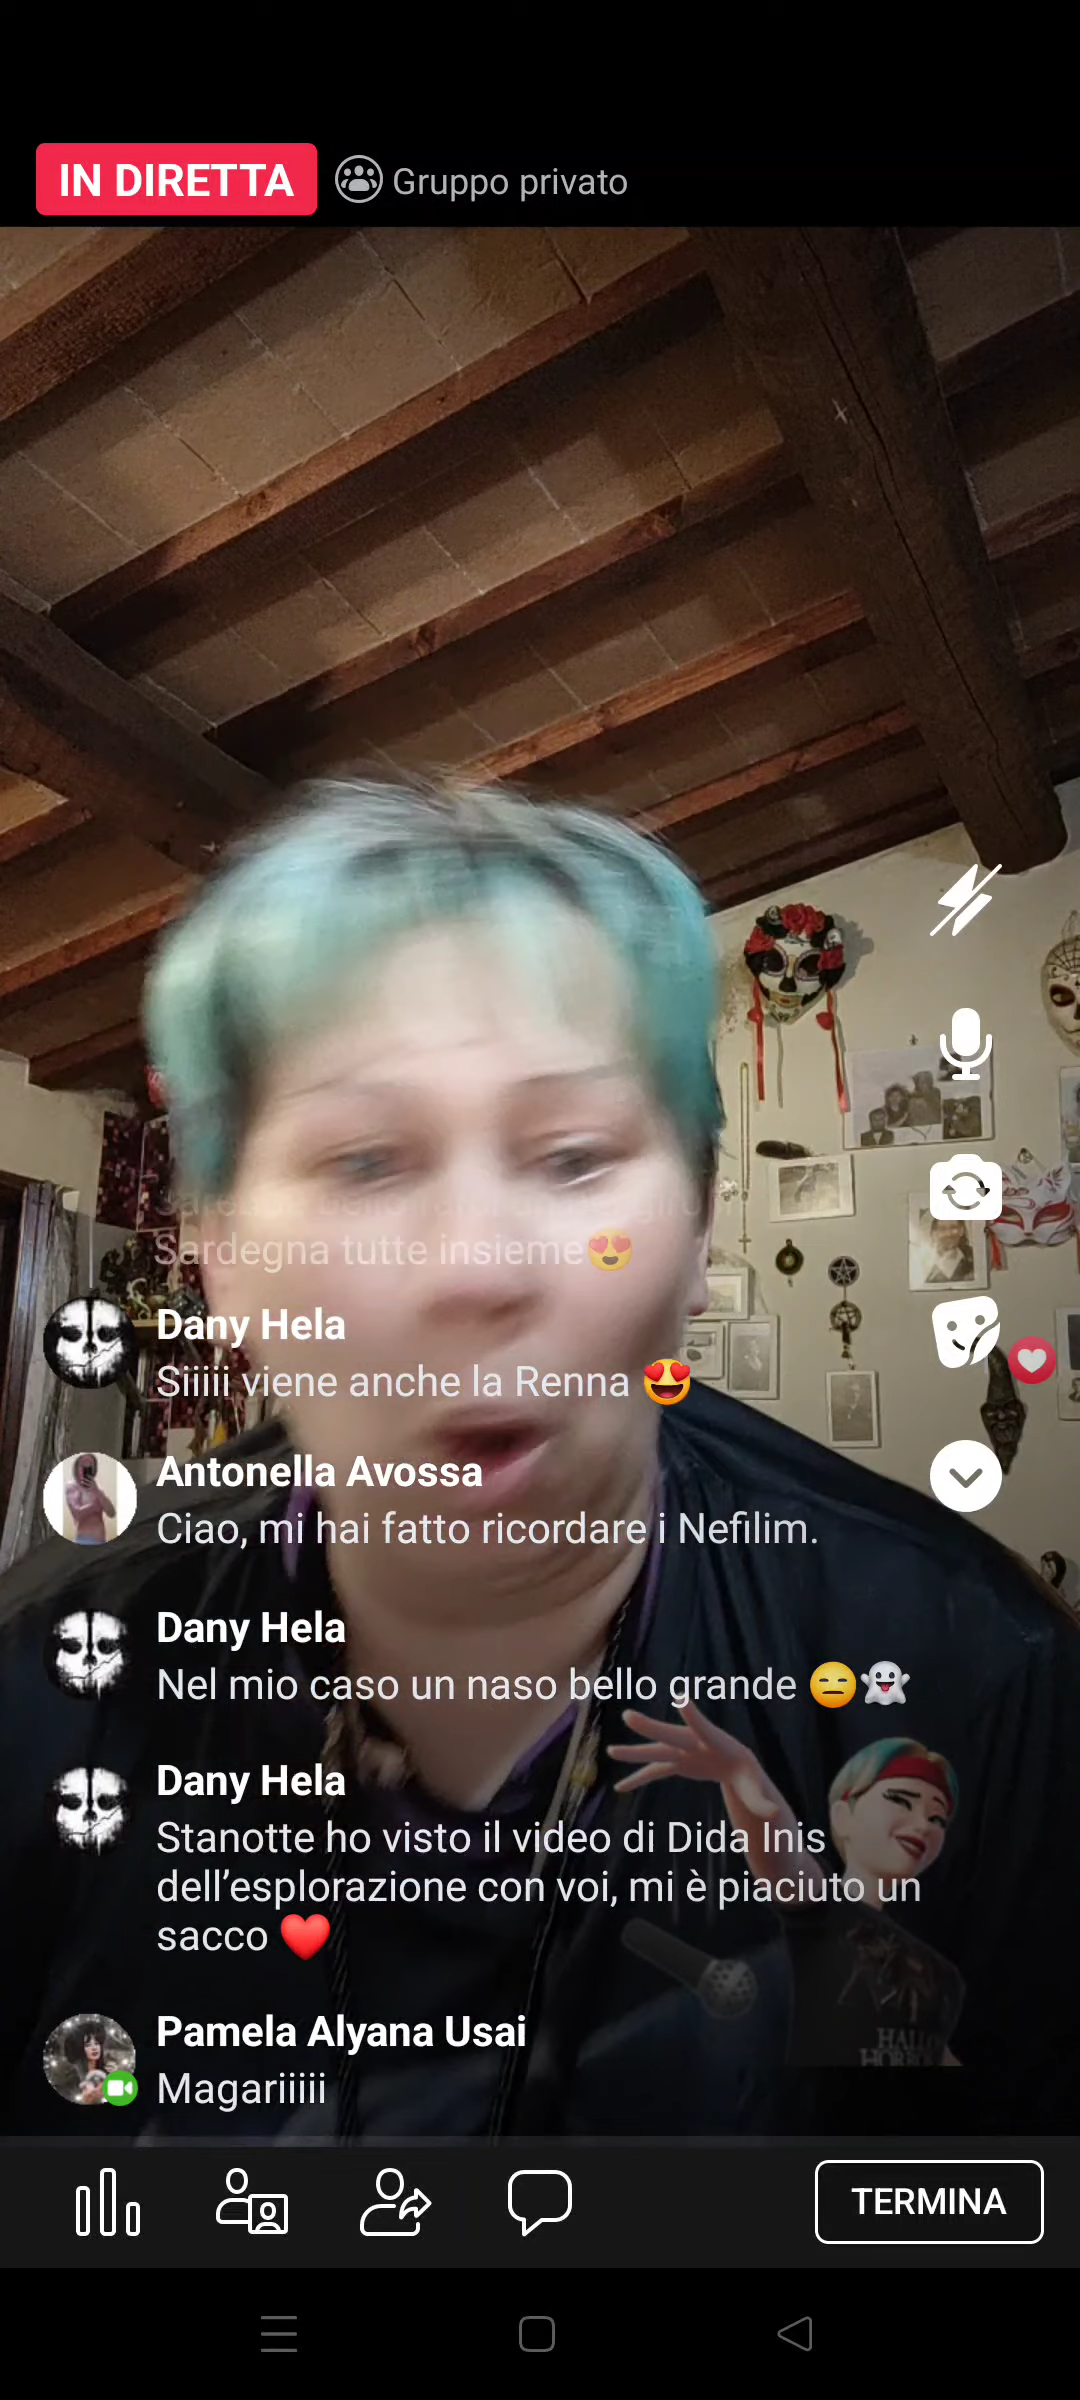 IN DIRETTA
Gruppo privato
Sardegna tutte insieme😍
Dany Hela
Siiiii viene anche la Renna 😍
Antonella Avossa
Ciao, mi hai fatto ricordare i Nefilim.
Dany Hela
Nel mio caso un naso bello grande 😑👻
Dany Hela
Stanotte ho visto il video di Dida Inis
dell’esplorazione con voi, mi è piaciuto un
sacco ❤️
Pamela Alyana Usai
Magariiiii
TERMINA